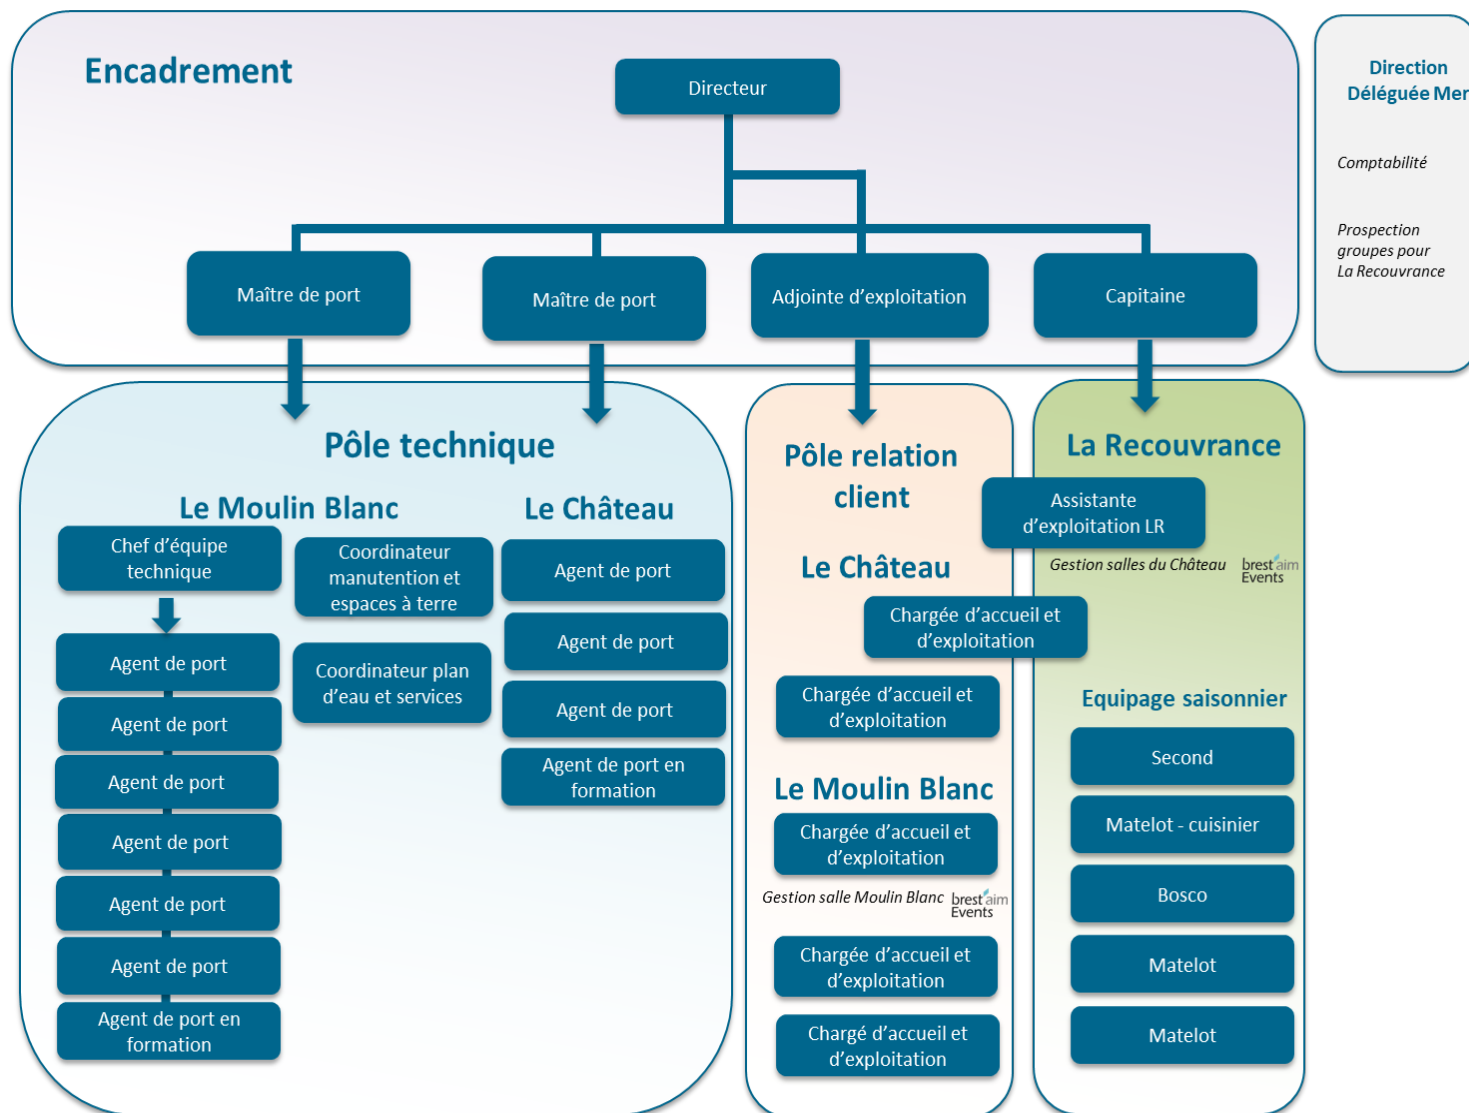 Encadrement
Directeur
Maître de port
Maître de port
Adjointe d’exploitation
Capitaine
Direction
Déléguée Mer
Comptabilité
Prospection
groupes pour
La Recouvrance
Pôle technique
Le Moulin Blanc
Chef d’équipe
technique
Agent de port
Agent de port
Agent de port
Agent de port
Agent de port
Agent de port
Agent de port en
formation
Coordinateur
manutention et
espaces à terre
Coordinateur plan
d’eau et services
Le Château
Agent de port
Agent de port
Agent de port
Agent de port en
formation
Pôle relation
client
Le Château
Chargée d’accueil et
d’exploitation
Chargée d’accueil et
d’exploitation
Le Moulin Blanc
Chargée d’accueil et
d’exploitation
Gestion salle Moulin Blanc
brest’aim
Events
Chargée d’accueil et
d’exploitation
Chargé d’accueil et
d’exploitation
La Recouvrance
Assistante
d’exploitation LR
Gestion salles du Château
brest’aim
Events
Equipage saisonnier
Second
Matelot - cuisinier
Bosco
Matelot
Matelot